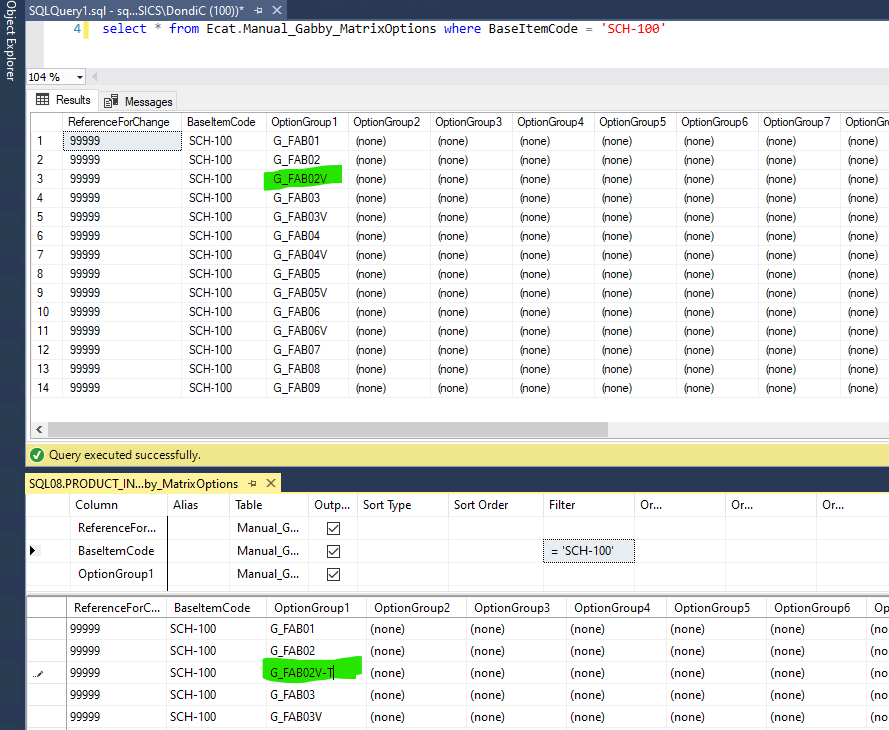 Object Explorer
SQLQuery1.sql - sq...SICS\DondiC (100))*
4 select * from Ecat.Manual_Gabby_MatrixOptions where BaseItemCode = 'SCH-100'
104 %
Results Messages
ReferenceForChange BaseItemCode OptionGroup1 OptionGroup2 OptionGroup3 OptionGroup4 OptionGroup5 OptionGroup6 OptionGroup7 OptionGr
1 99999 SCH-100 G_FAB01 (none) (none) (none) (none) (none) (none) (none)
2 99999 SCH-100 G_FAB02 (none) (none) (none) (none) (none) (none) (none)
3 99999 SCH-100 G_FAB02V (none) (none) (none) (none) (none) (none) (none)
4 99999 SCH-100 G_FAB03 (none) (none) (none) (none) (none) (none) (none)
5 99999 SCH-100 G_FAB03V (none) (none) (none) (none) (none) (none) (none)
6 99999 SCH-100 G_FAB04 (none) (none) (none) (none) (none) (none) (none)
7 99999 SCH-100 G_FAB04V (none) (none) (none) (none) (none) (none) (none)
8 99999 SCH-100 G_FAB05 (none) (none) (none) (none) (none) (none) (none)
9 99999 SCH-100 G_FAB05V (none) (none) (none) (none) (none) (none) (none)
10 99999 SCH-100 G_FAB06 (none) (none) (none) (none) (none) (none) (none)
11 99999 SCH-100 G_FAB06V (none) (none) (none) (none) (none) (none) (none)
12 99999 SCH-100 G_FAB07 (none) (none) (none) (none) (none) (none) (none)
13 99999 SCH-100 G_FAB08 (none) (none) (none) (none) (none) (none) (none)
14 99999 SCH-100 G_FAB09 (none) (none) (none) (none) (none) (none) (none)
Query executed successfully.
SQL08.PRODUCT_IN...by_MatrixOptions
Column Alias Table Outp... Sort Type Sort Order Filter Or... Or... Or...
ReferenceFor... Manual_G...
BaseItemCode Manual_G... = 'SCH-100'
OptionGroup1 Manual_G...
ReferenceForC... BaseItemCode OptionGroup1 OptionGroup2 OptionGroup3 OptionGroup4 OptionGroup5 OptionGroup6 Op
99999 SCH-100 G_FAB01 (none) (none) (none) (none) (none) (no
99999 SCH-100 G_FAB02 (none) (none) (none) (none) (none) (no
99999 SCH-100 G_FAB02V-T (none) (none) (none) (none) (none) (no
99999 SCH-100 G_FAB03 (none) (none) (none) (none) (none) (no
99999 SCH-100 G_FAB03V (none) (none) (none) (none) (none) (no